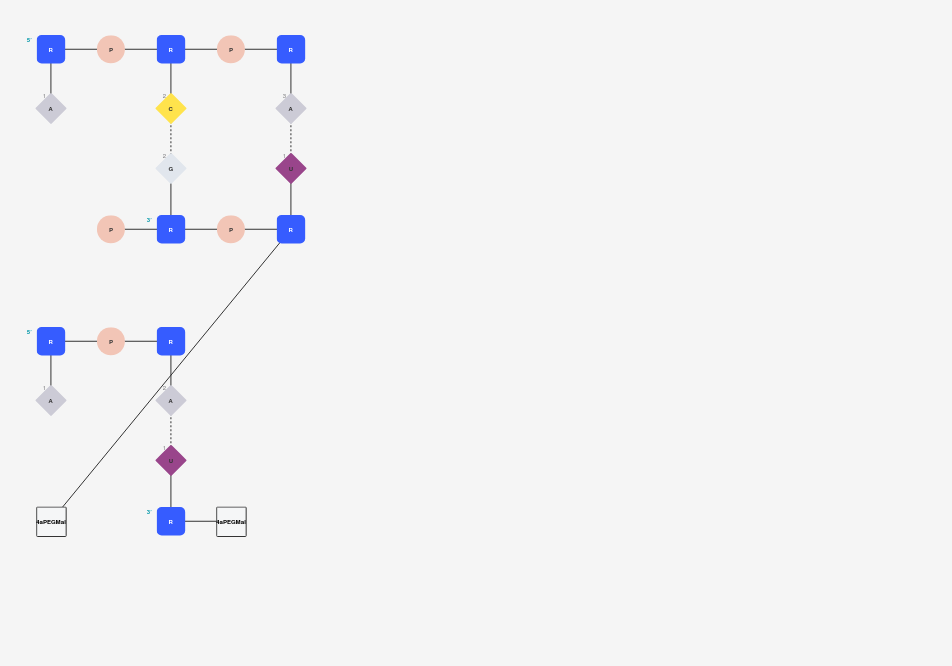 5'
R P R P R
1 2 3
A C A
2 1
G U
3'
P R P R
5'
R P R
1 2
A A
1
U
3'
4aPEGMal R 4aPEGMal